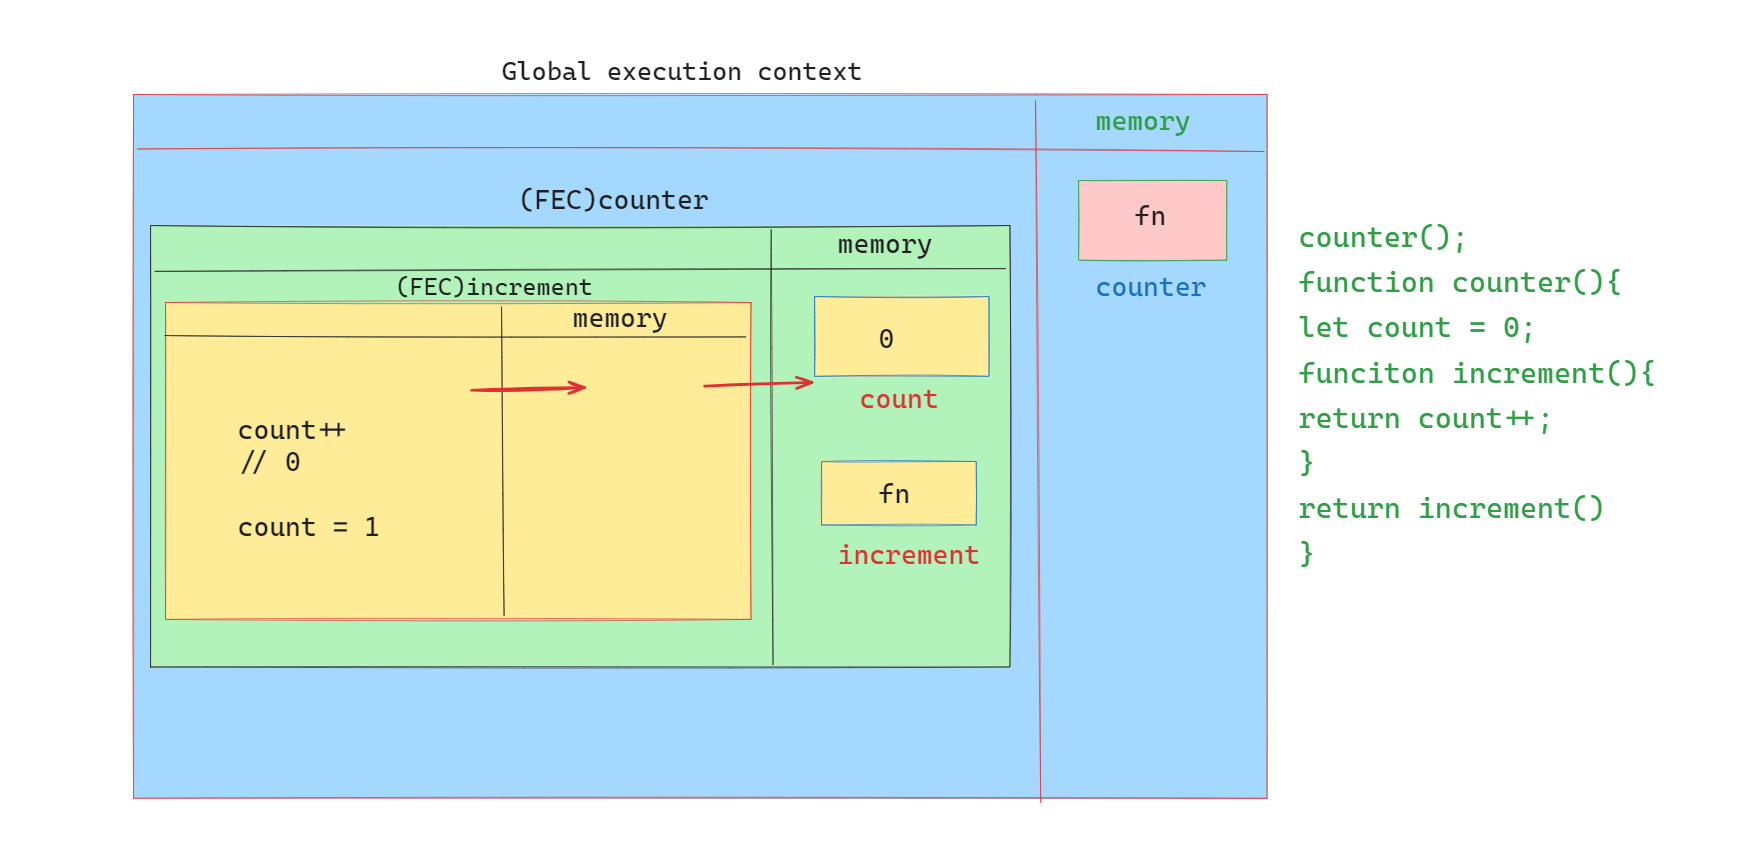 Global execution context
memory
(FEC)counter
memory
(FEC)increment
memory
count++
// 0
count = 1
0
count
fn
increment
fn
counter
counter();
function counter(){
let count = 0;
funciton increment(){
return count++;
}
return increment()
}